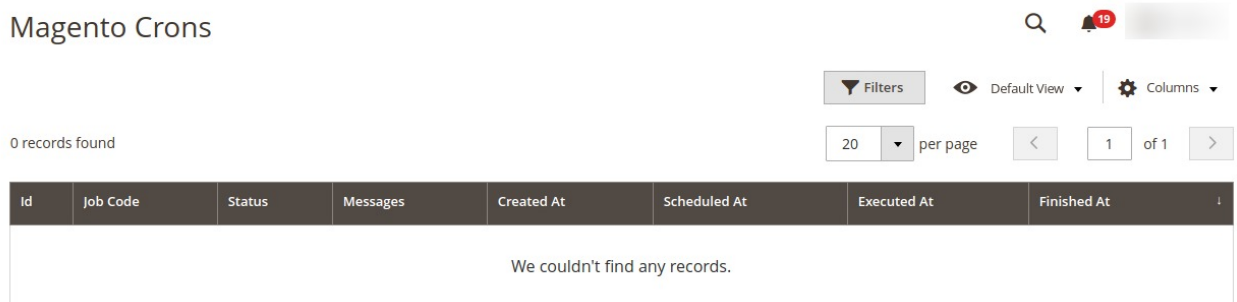 Magento Crons
19
Filters Default View Columns
0 records found 20 per page 1 of 1
Id Job Code Status Messages Created At Scheduled At Executed At Finished At ↓
We couldn't find any records.